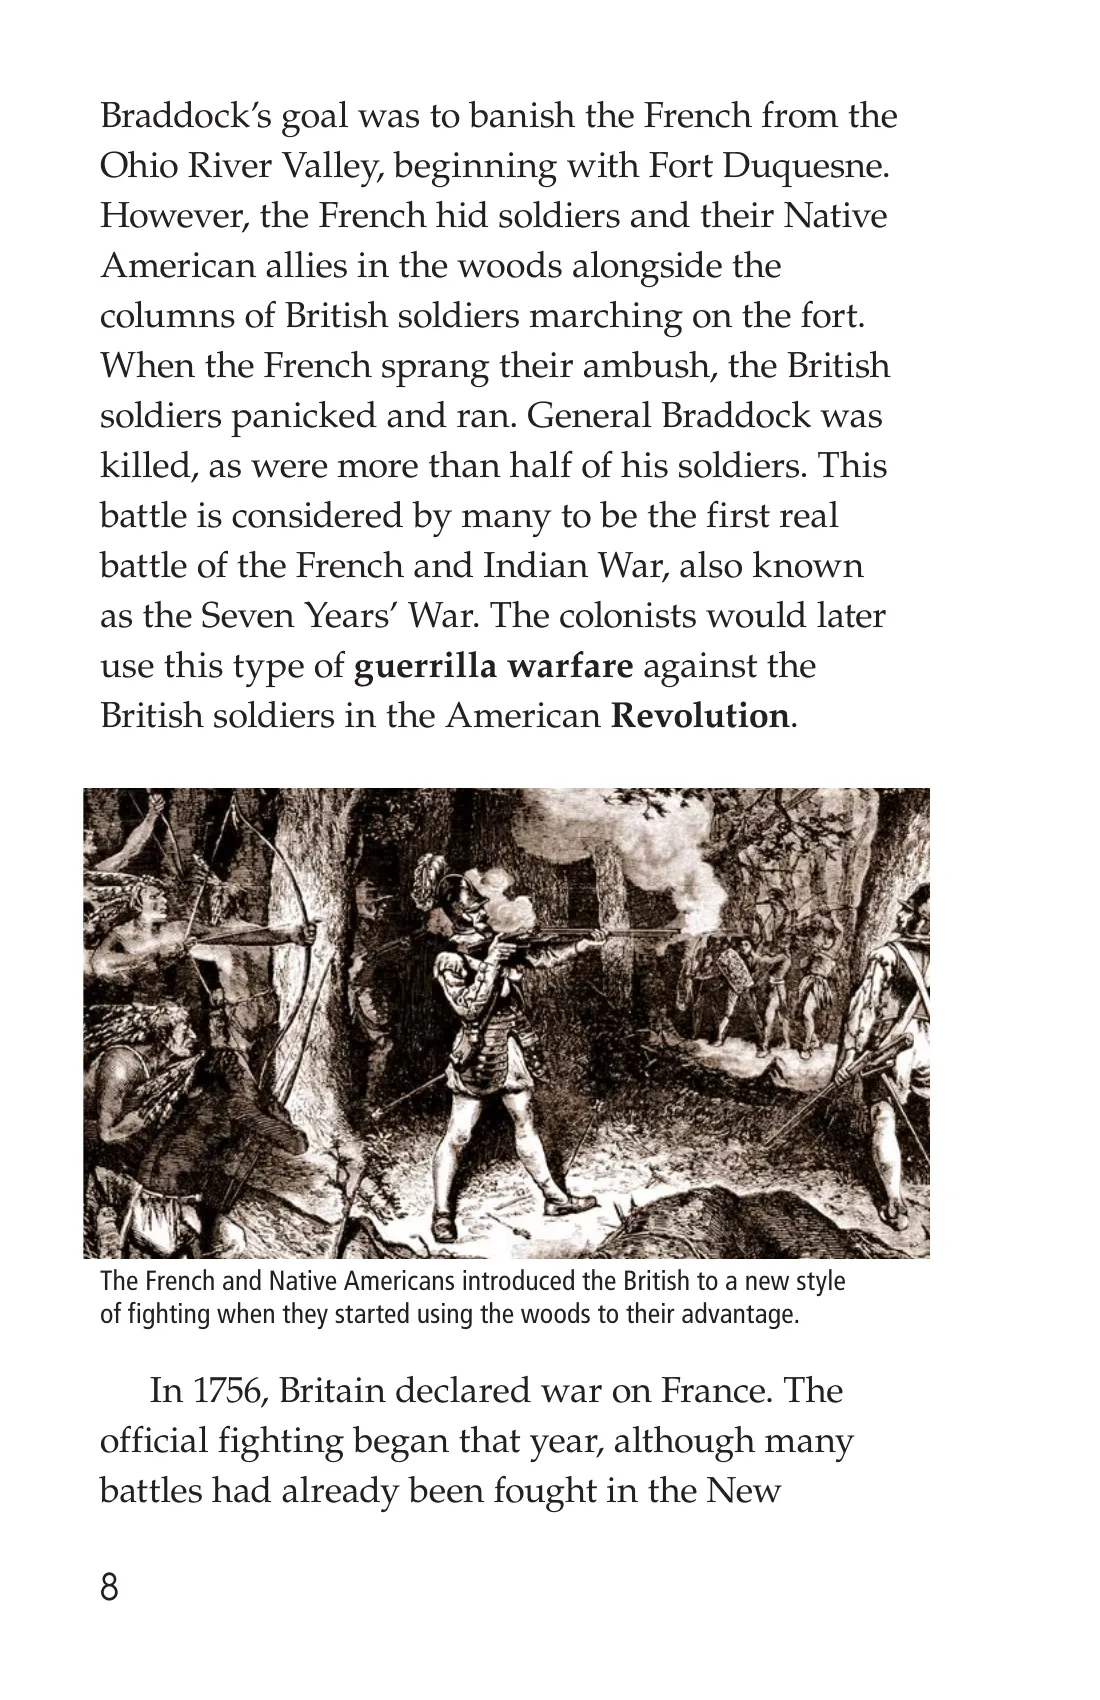 Braddock’s goal was to banish the French from the
Ohio River Valley, beginning with Fort Duquesne.
However, the French hid soldiers and their Native
American allies in the woods alongside the
columns of British soldiers marching on the fort.
When the French sprang their ambush, the British
soldiers panicked and ran. General Braddock was
killed, as were more than half of his soldiers. This
battle is considered by many to be the first real
battle of the French and Indian War, also known
as the Seven Years’ War. The colonists would later
use this type of guerrilla warfare against the
British soldiers in the American Revolution.
The French and Native Americans introduced the British to a new style
of fighting when they started using the woods to their advantage.
In 1756, Britain declared war on France. The
official fighting began that year, although many
battles had already been fought in the New
8